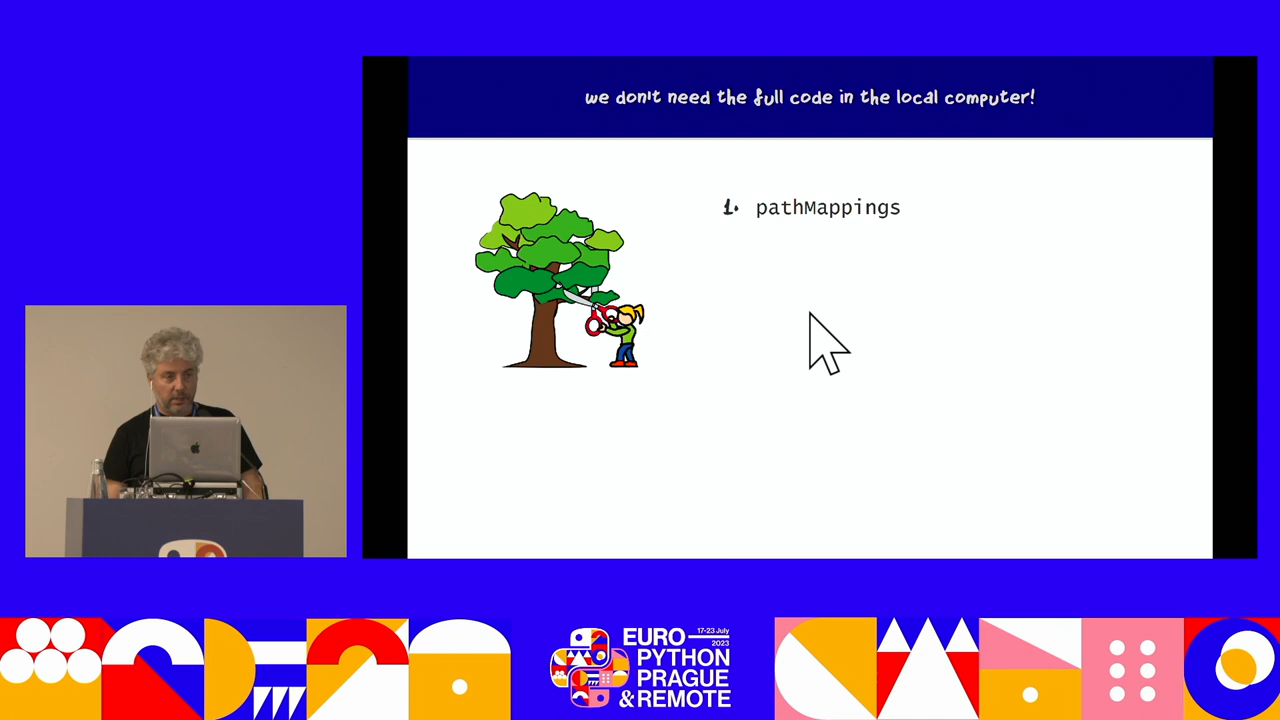 we don't need the full code in the local computer!
1. pathMappings
EURO 17-23 July 2023
PYTHON
PRAGUE
& REMOTE